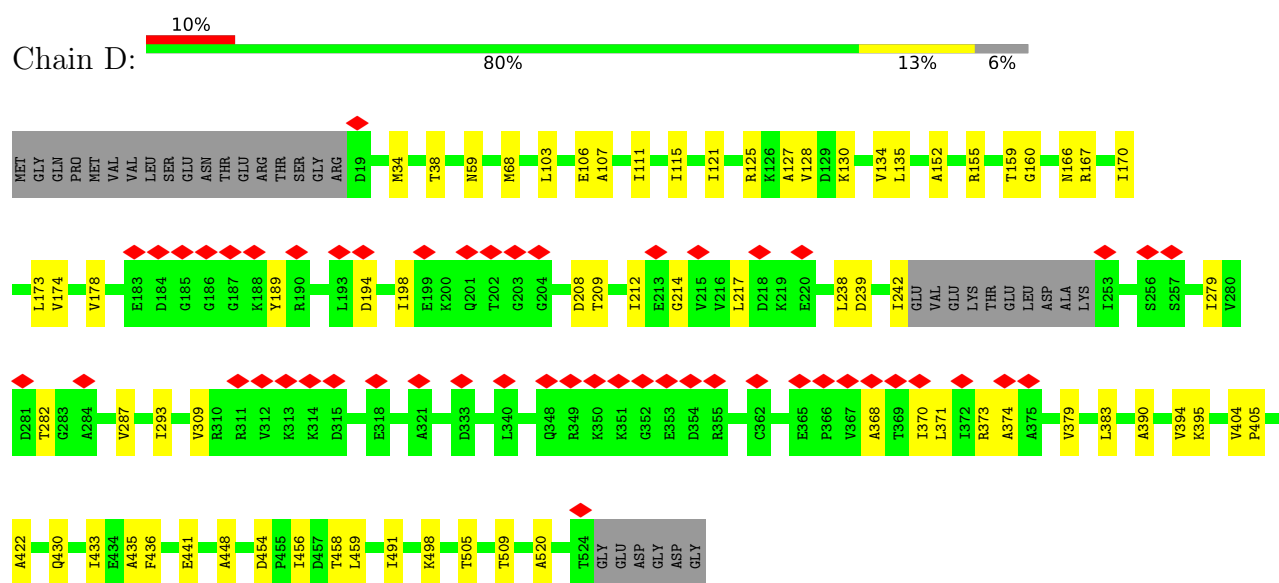 10%
Chain D:
80% 13% 6%
MET GLY GLN PRO MET VAL VAL LEU SER GLU ASN THR GLU ARG THR SER GLY ARG D19 M34 T38 N59 M68 L103 E106 A107 I111 I115 I121 R125 K126 A127 V128 D129 K130 V134 L135 A152 R155 T159 G160 N166 R167 I170
L173 V174 V178 E183 D184 G185 G186 G187 K188 Y189 R190 L193 D194 I198 E199 K200 Q201 T202 G203 G204 D208 T209 I212 E213 G214 V215 V216 L217 D218 K219 E220 L238 D239 I242 GLU VAL GLU LYS THR GLU LEU ASP ALA LYS I253 S256 S257 I279 V280
D281 T282 G283 A284 V287 I293 V309 R310 R311 V312 K313 K314 D315 E318 A321 D333 L340 Q348 R349 K350 K351 G352 E353 D354 R355 C362 E365 P366 V367 A368 T369 I370 L371 I372 R373 A374 A375 V379 L383 A390 V394 K395 V404 P405
A422 Q430 I433 E434 A435 F436 E441 A448 D454 P455 I456 D457 T458 L459 I491 K498 T505 T509 A520 T524 GLY GLU ASP GLY ASP GLY